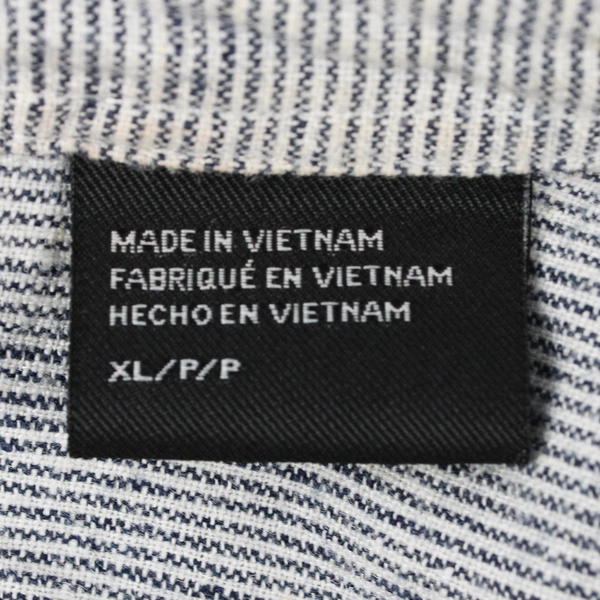 MADE IN VIETNAM
FABRIQUÉ EN VIETNAM
HECHO EN VIETNAM
XL/P/P